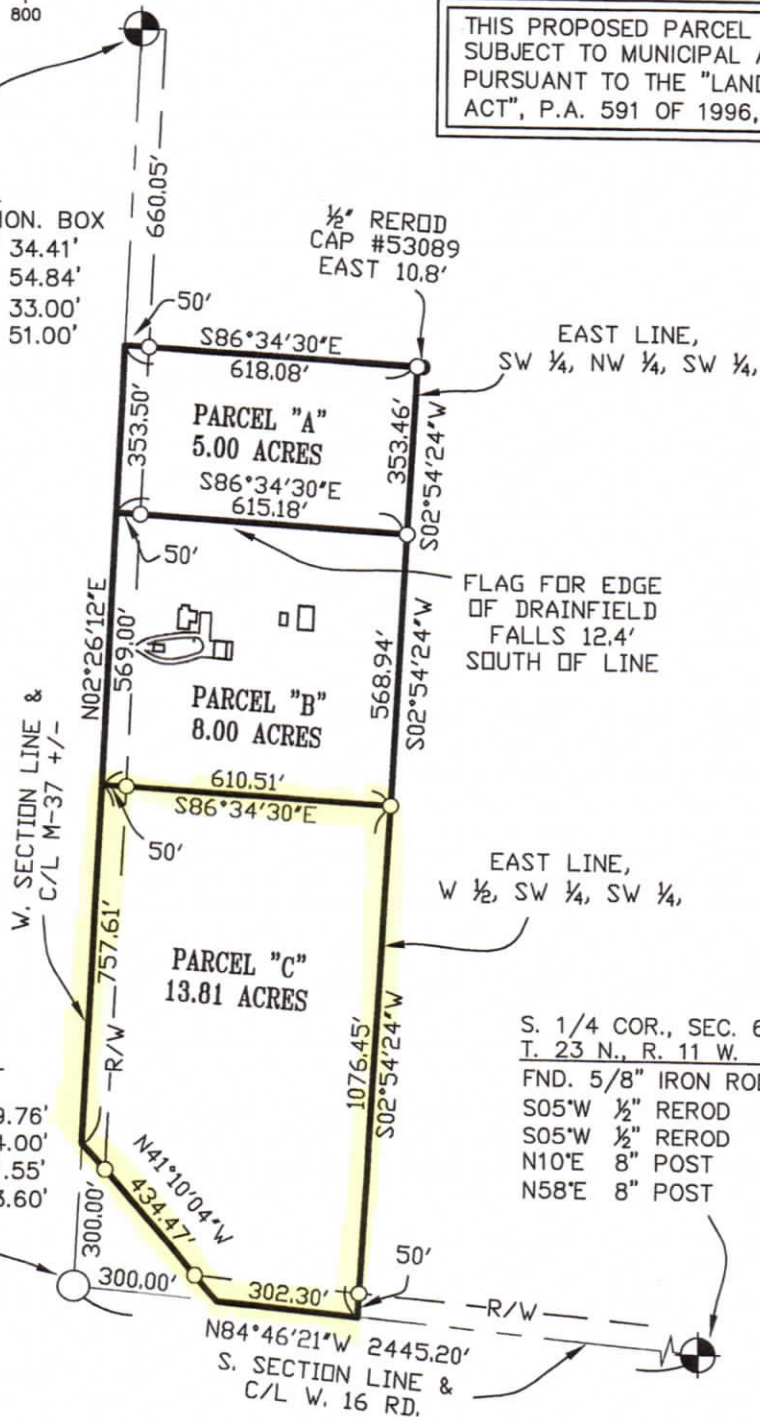 800
THIS PROPOSED PARCEL
SUBJECT TO MUNICIPAL A
PURSUANT TO THE "LAND
ACT", P.A. 591 OF 1996,
660.05'
ION. BOX
34.41'
54.84'
33.00'
51.00'
½" REROD
CAP #53089
EAST 10.8'
50'
S86°34'30"E
618.08'
EAST LINE,
SW ¼, NW ¼, SW ¼,
PARCEL "A"
5.00 ACRES
353.50'
353.46'
S02°54'24"W
S86°34'30"E
615.18'
50'
FLAG FOR EDGE
OF DRAINFIELD
FALLS 12.4'
SOUTH OF LINE
N02°26'12"E
569.00'
568.94'
S02°54'24"W
PARCEL "B"
8.00 ACRES
W. SECTION LINE &
C/L M-37 +/-
610.51'
S86°34'30"E
50'
EAST LINE,
W ½, SW ¼, SW ¼,
757.61'
R/W
PARCEL "C"
13.81 ACRES
1076.45'
S02°54'24"W
S. 1/4 COR., SEC. 6
T. 23 N., R. 11 W.
FND. 5/8" IRON ROD
S05°W ½" REROD
S05°W ½" REROD
N10°E 8" POST
N58°E 8" POST
9.76'
4.00'
.55'
3.60'
N41°10'04"W
434.47'
300.00'
300.00'
302.30'
50'
R/W
N84°46'21"W 2445.20'
S. SECTION LINE &
C/L W. 16 RD.